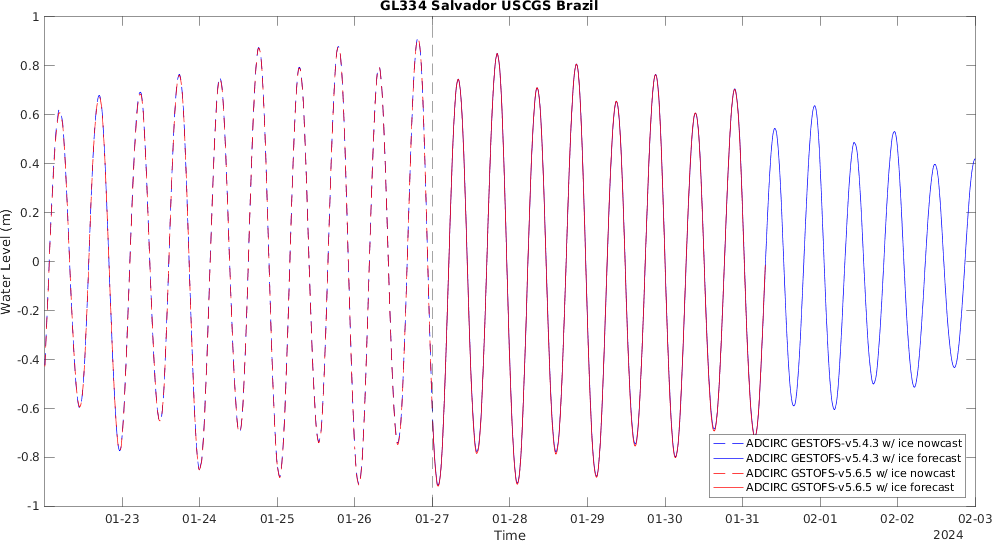 GL334 Salvador USCGS Brazil
1
0.8
0.6
0.4
0.2
0
-0.2
-0.4
-0.6
-0.8
-1
Water Level (m)
ADCIRC GESTOFS-v5.4.3 w/ ice nowcast
ADCIRC GESTOFS-v5.4.3 w/ ice forecast
ADCIRC GSTOFS-v5.6.5 w/ ice nowcast
ADCIRC GSTOFS-v5.6.5 w/ ice forecast
01-23 01-24 01-25 01-26 01-27 01-28 01-29 01-30 01-31 02-01 02-02 02-03
Time 2024